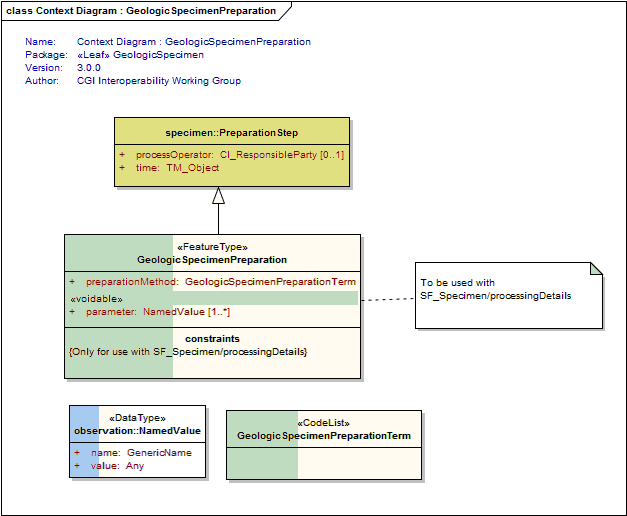 class Context Diagram : GeologicSpecimenPreparation
Name: Context Diagram : GeologicSpecimenPreparation
Package: «Leaf» GeologicSpecimen
Version: 3.0.0
Author: CGI Interoperability Working Group
specimen::PreparationStep
+ processOperator: CI_ResponsibleParty [0..1]
+ time: TM_Object
«FeatureType»
GeologicSpecimenPreparation
+ preparationMethod: GeologicSpecimenPreparationTerm
«voidable»
+ parameter: NamedValue [1..*]
constraints
{Only for use with SF_Specimen/processingDetails}
To be used with
SF_Specimen/processingDetails
«DataType»
observation::NamedValue
+ name: GenericName
+ value: Any
«CodeList»
GeologicSpecimenPreparationTerm